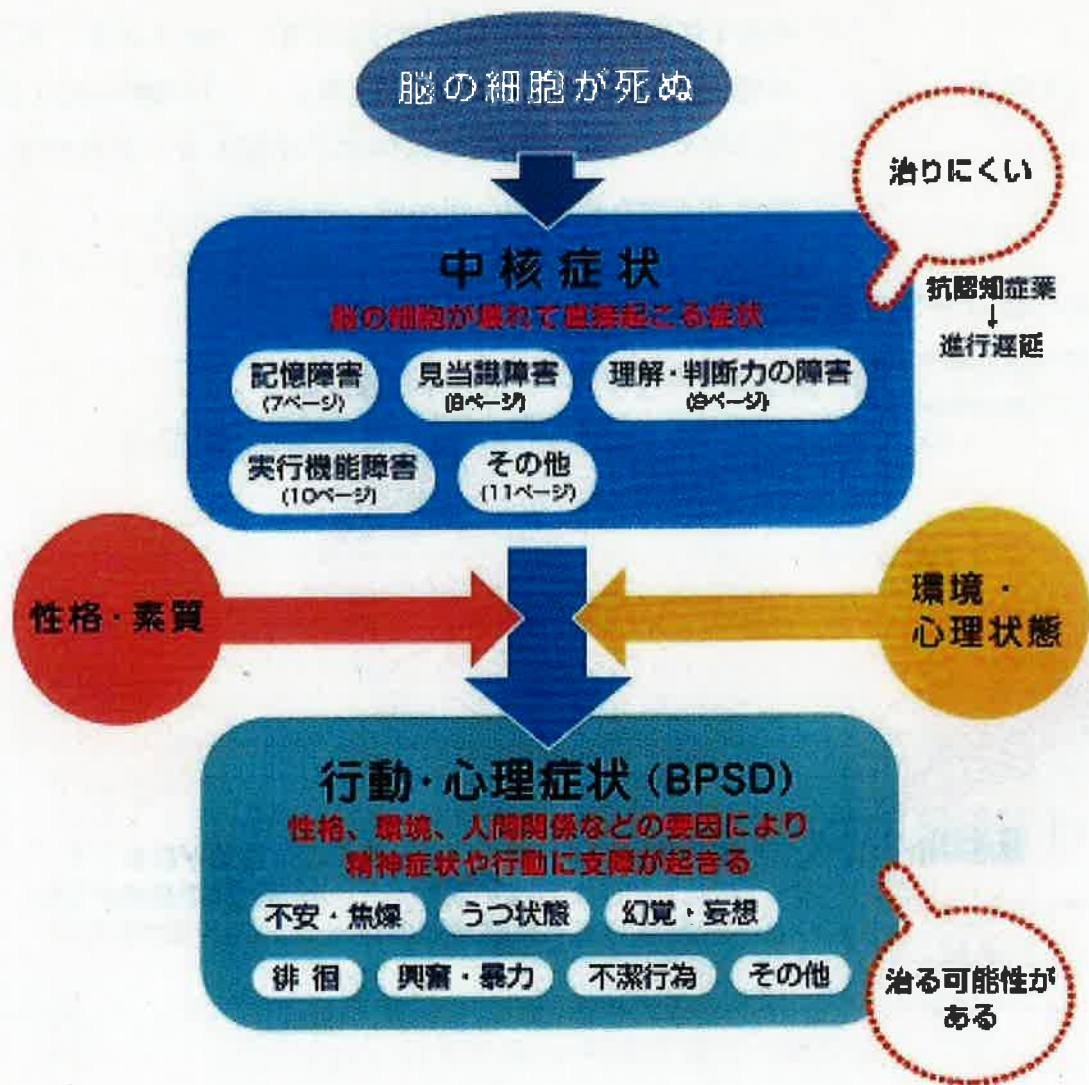 脳の細胞が死ぬ
治りにくい
中核症状
脳の細胞が壊れて直接起こる症状
抗認知症薬
↓
進行遅延
記憶障害
(7ページ)
見当識障害
(8ページ)
理解・判断力の障害
(9ページ)
実行機能障害
(10ページ)
その他
(11ページ)
性格・素質
環境・
心理状態
行動・心理症状(BPSD)
性格、環境、人間関係などの要因により
精神症状や行動に支障が起きる
不安・焦燥
うつ状態
幻覚・妄想
徘徊
興奮・暴力
不潔行為
その他
治る可能性が
ある